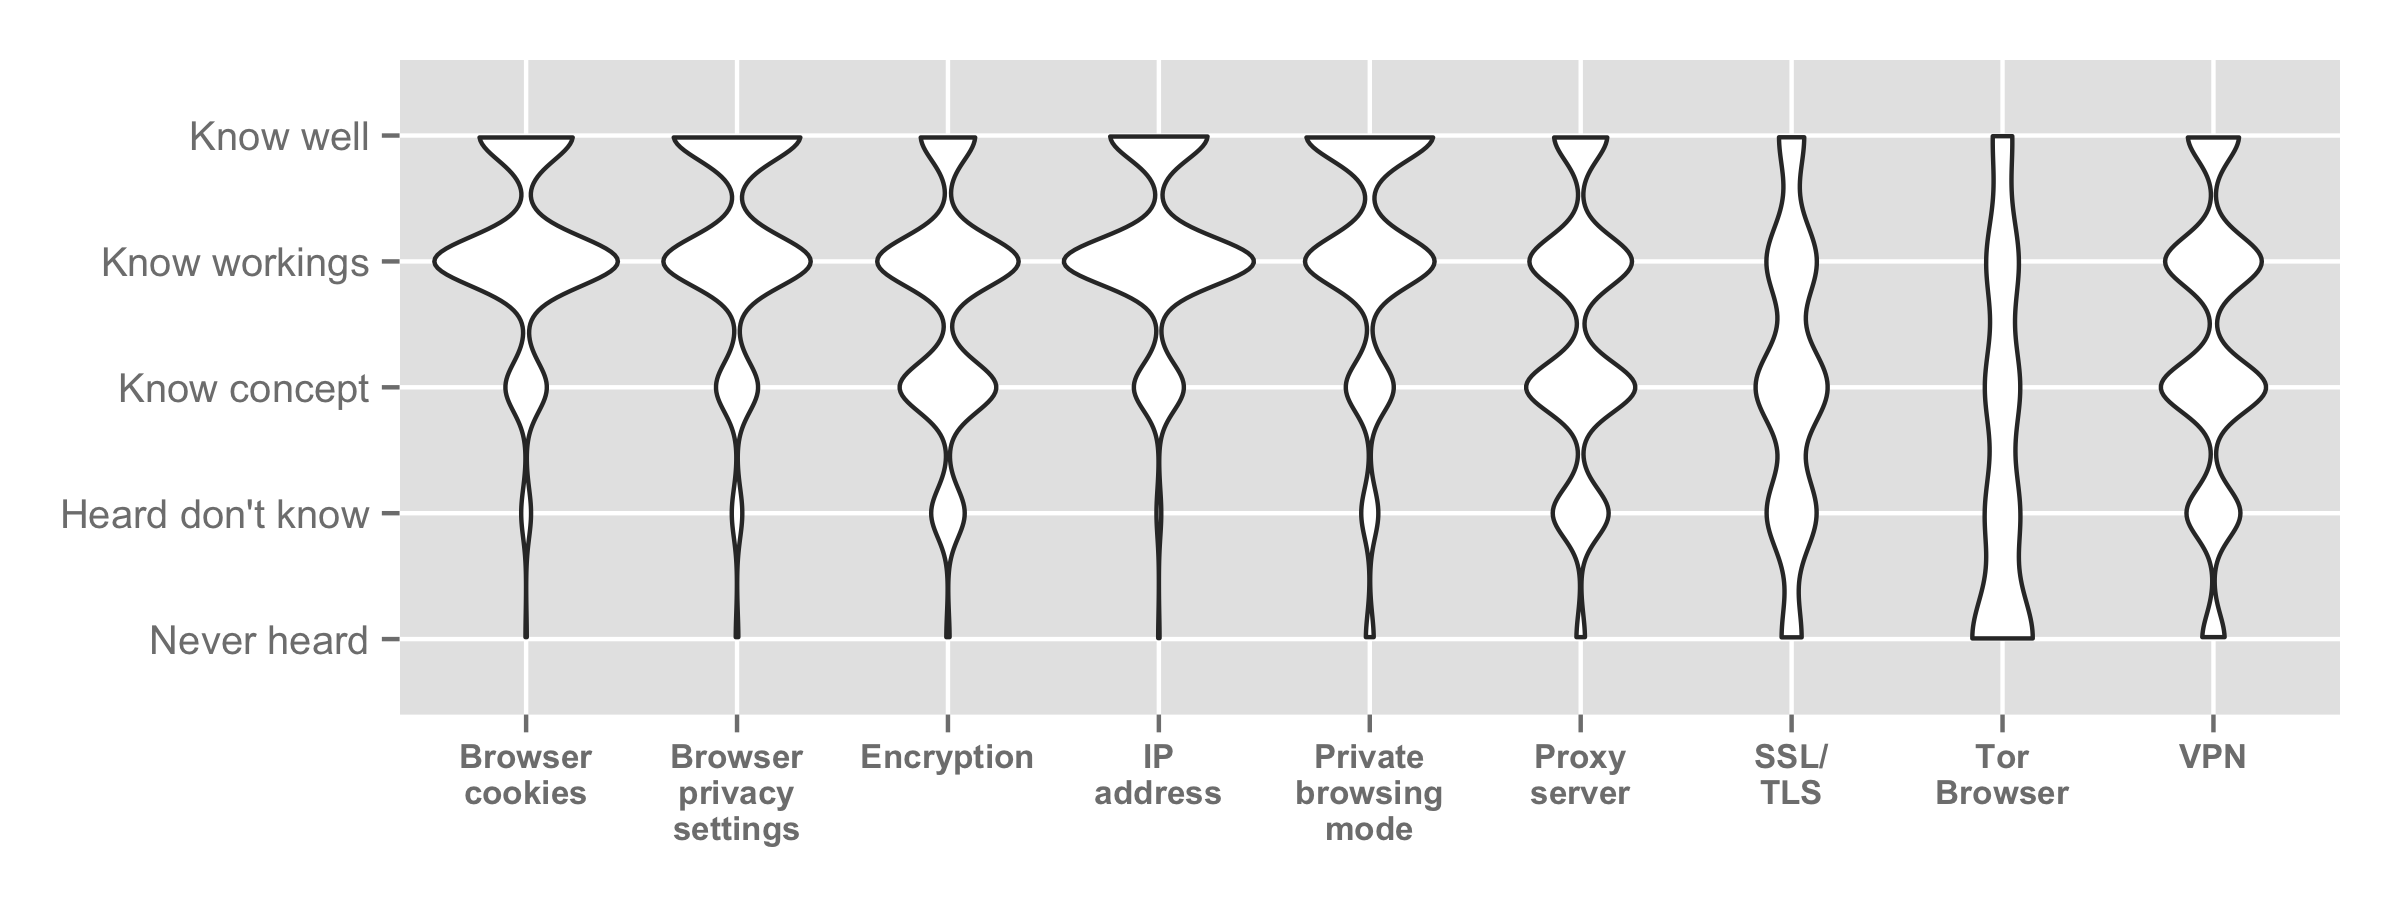 Know well
Know workings
Know concept
Heard don't know
Never heard
Browser
cookies
Browser
privacy
settings
Encryption
IP
address
Private
browsing
mode
Proxy
server
SSL/
TLS
Tor
Browser
VPN